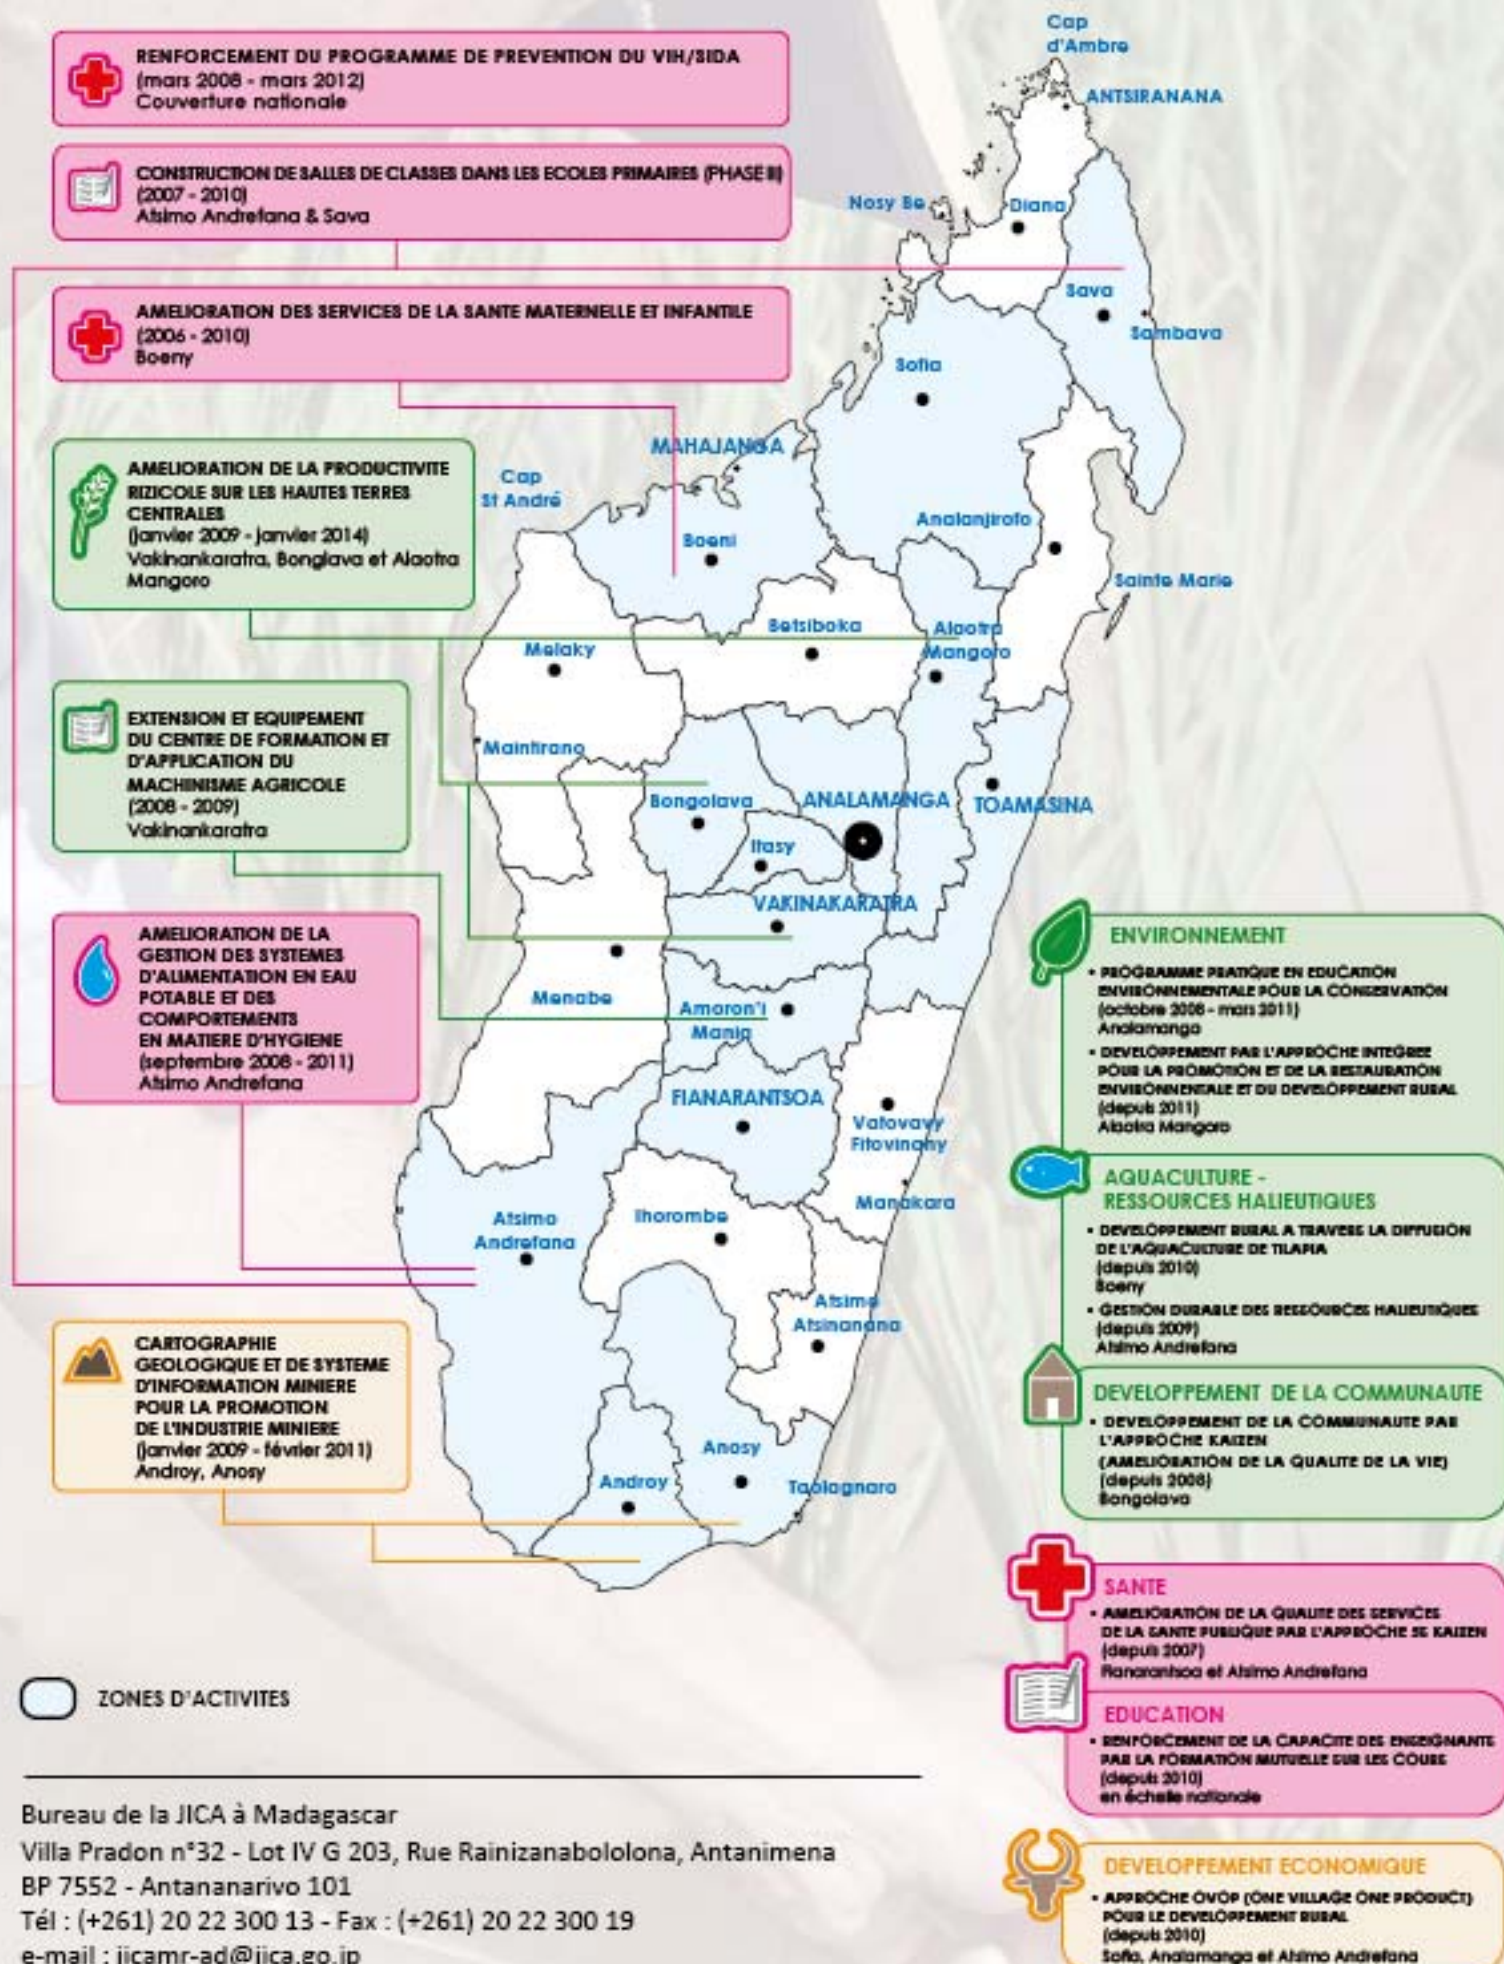 RENFORCEMENT DU PROGRAMME DE PREVENTION DU VIH/SIDA
(mars 2008 - mars 2012)
Couverture nationale
CONSTRUCTION DE SALLES DE CLASSES DANS LES ECOLES PRIMAIRES (PHASE III)
(2007 - 2010)
Atsimo Andrefana & Sava
AMELIORATION DES SERVICES DE LA SANTE MATERNELLE ET INFANTILE
(2006 - 2010)
Boeny
AMELIORATION DE LA PRODUCTIVITE
RIZICOLE SUR LES HAUTES TERRES
CENTRALES
(janvier 2009 - janvier 2014)
Vakinankaratra, Bonglava et Alaotra
Mangoro
EXTENSION ET EQUIPEMENT
DU CENTRE DE FORMATION ET
D'APPLICATION DU
MACHINISME AGRICOLE
(2008 - 2009)
Vakinankaratra
AMELIORATION DE LA
GESTION DES SYSTEMES
D'ALIMENTATION EN EAU
POTABLE ET DES
COMPORTEMENTS
EN MATIERE D'HYGIENE
(septembre 2008 - 2011)
Atsimo Andrefana
CARTOGRAPHIE
GEOLOGIQUE ET DE SYSTEME
D'INFORMATION MINIERE
POUR LA PROMOTION
DE L'INDUSTRIE MINIERE
(janvier 2009 - février 2011)
Androy, Anosy
Cap
d'Ambre
ANTSIRANANA
Nosy Be
Diana
Sava
Sambava
Sofia
MAHAJANGA
Cap
St André
Boeni
Analanjirofo
Sainte Marie
Betsiboka
Alaotra
Mangoro
Melaky
Maintirano
Bongolava
ANALAMANGA
TOAMASINA
Itasy
VAKINAKARATRA
Menabe
Amoron'i
Mania
FIANARANTSOA
Vatovavy
Fitovinany
Manakara
Atsimo
Andrefana
Ihorombe
Atsimo
Atsinanana
Anosy
Androy
Taolagnaro
ENVIRONNEMENT
• PROGRAMME PRATIQUE EN EDUCATION
ENVIRONNEMENTALE POUR LA CONSERVATION
(octobre 2008 - mars 2011)
Analamanga
• DEVELOPPEMENT PAR L'APPROCHE INTEGREE
POUR LA PROMOTION ET DE LA RESTAURATION
ENVIRONNENTALE ET DU DEVELOPPEMENT RURAL
(depuis 2011)
Alaotra Mangoro
AQUACULTURE -
RESSOURCES HALIEUTIQUES
• DEVELOPPEMENT RURAL A TRAVERS LA DIFFUSION
DE L'AQUACULTURE DE TILAPIA
(depuis 2010)
Boeny
• GESTION DURABLE DES RESSOURCES HALIEUTIQUES
(depuis 2009)
Atsimo Andrefana
DEVELOPPEMENT DE LA COMMUNAUTE
• DEVELOPPEMENT DE LA COMMUNAUTE PAR
L'APPROCHE KAIZEN
(AMELIORATION DE LA QUALITE DE LA VIE)
(depuis 2008)
Bongolava
SANTE
• AMELIORATION DE LA QUALITE DES SERVICES
DE LA SANTE PUBLIQUE PAR L'APPROCHE 5S KAIZEN
(depuis 2007)
Fianarantsoa et Atsimo Andrefana
EDUCATION
• RENFORCEMENT DE LA CAPACITE DES ENSEIGNANTS
PAR LA FORMATION MUTUELLE SUR LES COURS
(depuis 2010)
en échelle nationale
DEVELOPPEMENT ECONOMIQUE
• APPROCHE OVOP (ONE VILLAGE ONE PRODUCT)
POUR LE DEVELOPPEMENT RURAL
(depuis 2010)
Sofia, Analamanga et Atsimo Andrefana
ZONES D'ACTIVITES
Bureau de la JICA à Madagascar
Villa Pradon n°32 - Lot IV G 203, Rue Rainizanabololona, Antanimena
BP 7552 - Antananarivo 101
Tél : (+261) 20 22 300 13 - Fax : (+261) 20 22 300 19
e-mail : jicamr-ad@jica.go.jp